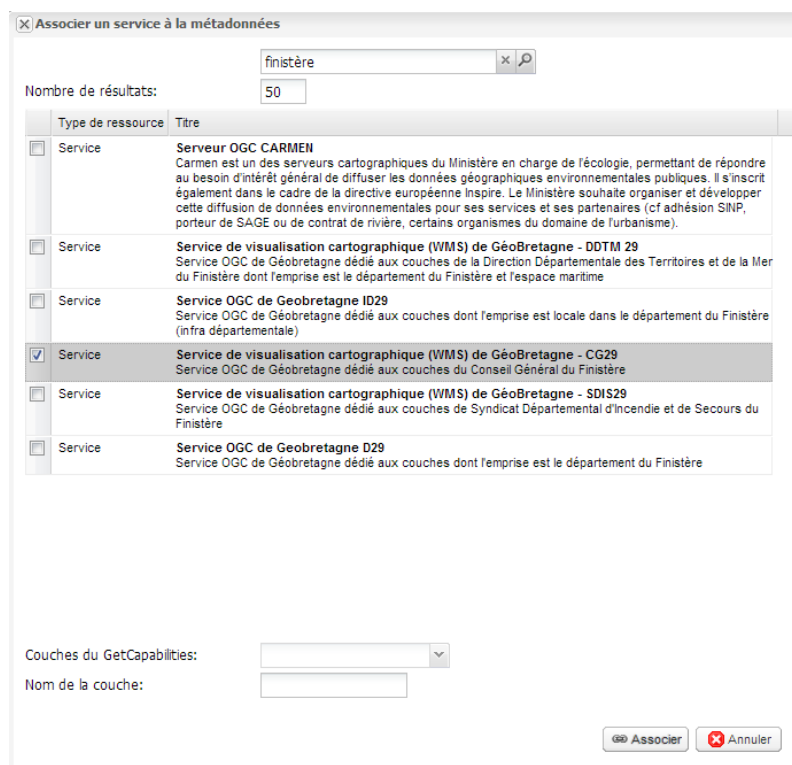 Associer un service à la métadonnées
finistère
Nombre de résultats:
50
Type de ressource Titre
Service Serveur OGC CARMEN
Carmen est un des serveurs cartographiques du Ministère en charge de l'écologie, permettant de répondre
au besoin d'intérêt général de diffuser les données géographiques environnementales publiques. Il s'inscrit
également dans le cadre de la directive européenne Inspire. Le Ministère souhaite organiser et développer
cette diffusion de données environnementales pour ses services et ses partenaires (cf adhésion SINP,
porteur de SAGE ou de contrat de rivière, certains organismes du domaine de l'urbanisme).
Service Service de visualisation cartographique (WMS) de GéoBretagne - DDTM 29
Service OGC de Géobretagne dédié aux couches de la Direction Départementale des Territoires et de la Mer
du Finistère dont l'emprise est le département du Finistère et l'espace maritime
Service Service OGC de Geobretagne ID29
Service OGC de Géobretagne dédié aux couches dont l'emprise est locale dans le département du Finistère
(infra départementale)
Service Service de visualisation cartographique (WMS) de GéoBretagne - CG29
Service OGC de Géobretagne dédié aux couches du Conseil Général du Finistère
Service Service de visualisation cartographique (WMS) de GéoBretagne - SDIS29
Service OGC de Géobretagne dédié aux couches de Syndicat Départemental d'Incendie et de Secours du
Finistère
Service Service OGC de Geobretagne D29
Service OGC de Géobretagne dédié aux couches dont l'emprise est le département du Finistère
Couches du GetCapabilities:
Nom de la couche:
Associer Annuler